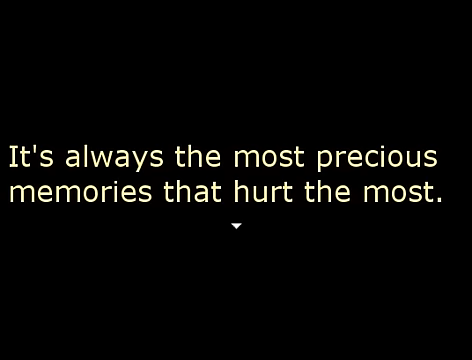 It's always the most precious
memories that hurt the most.